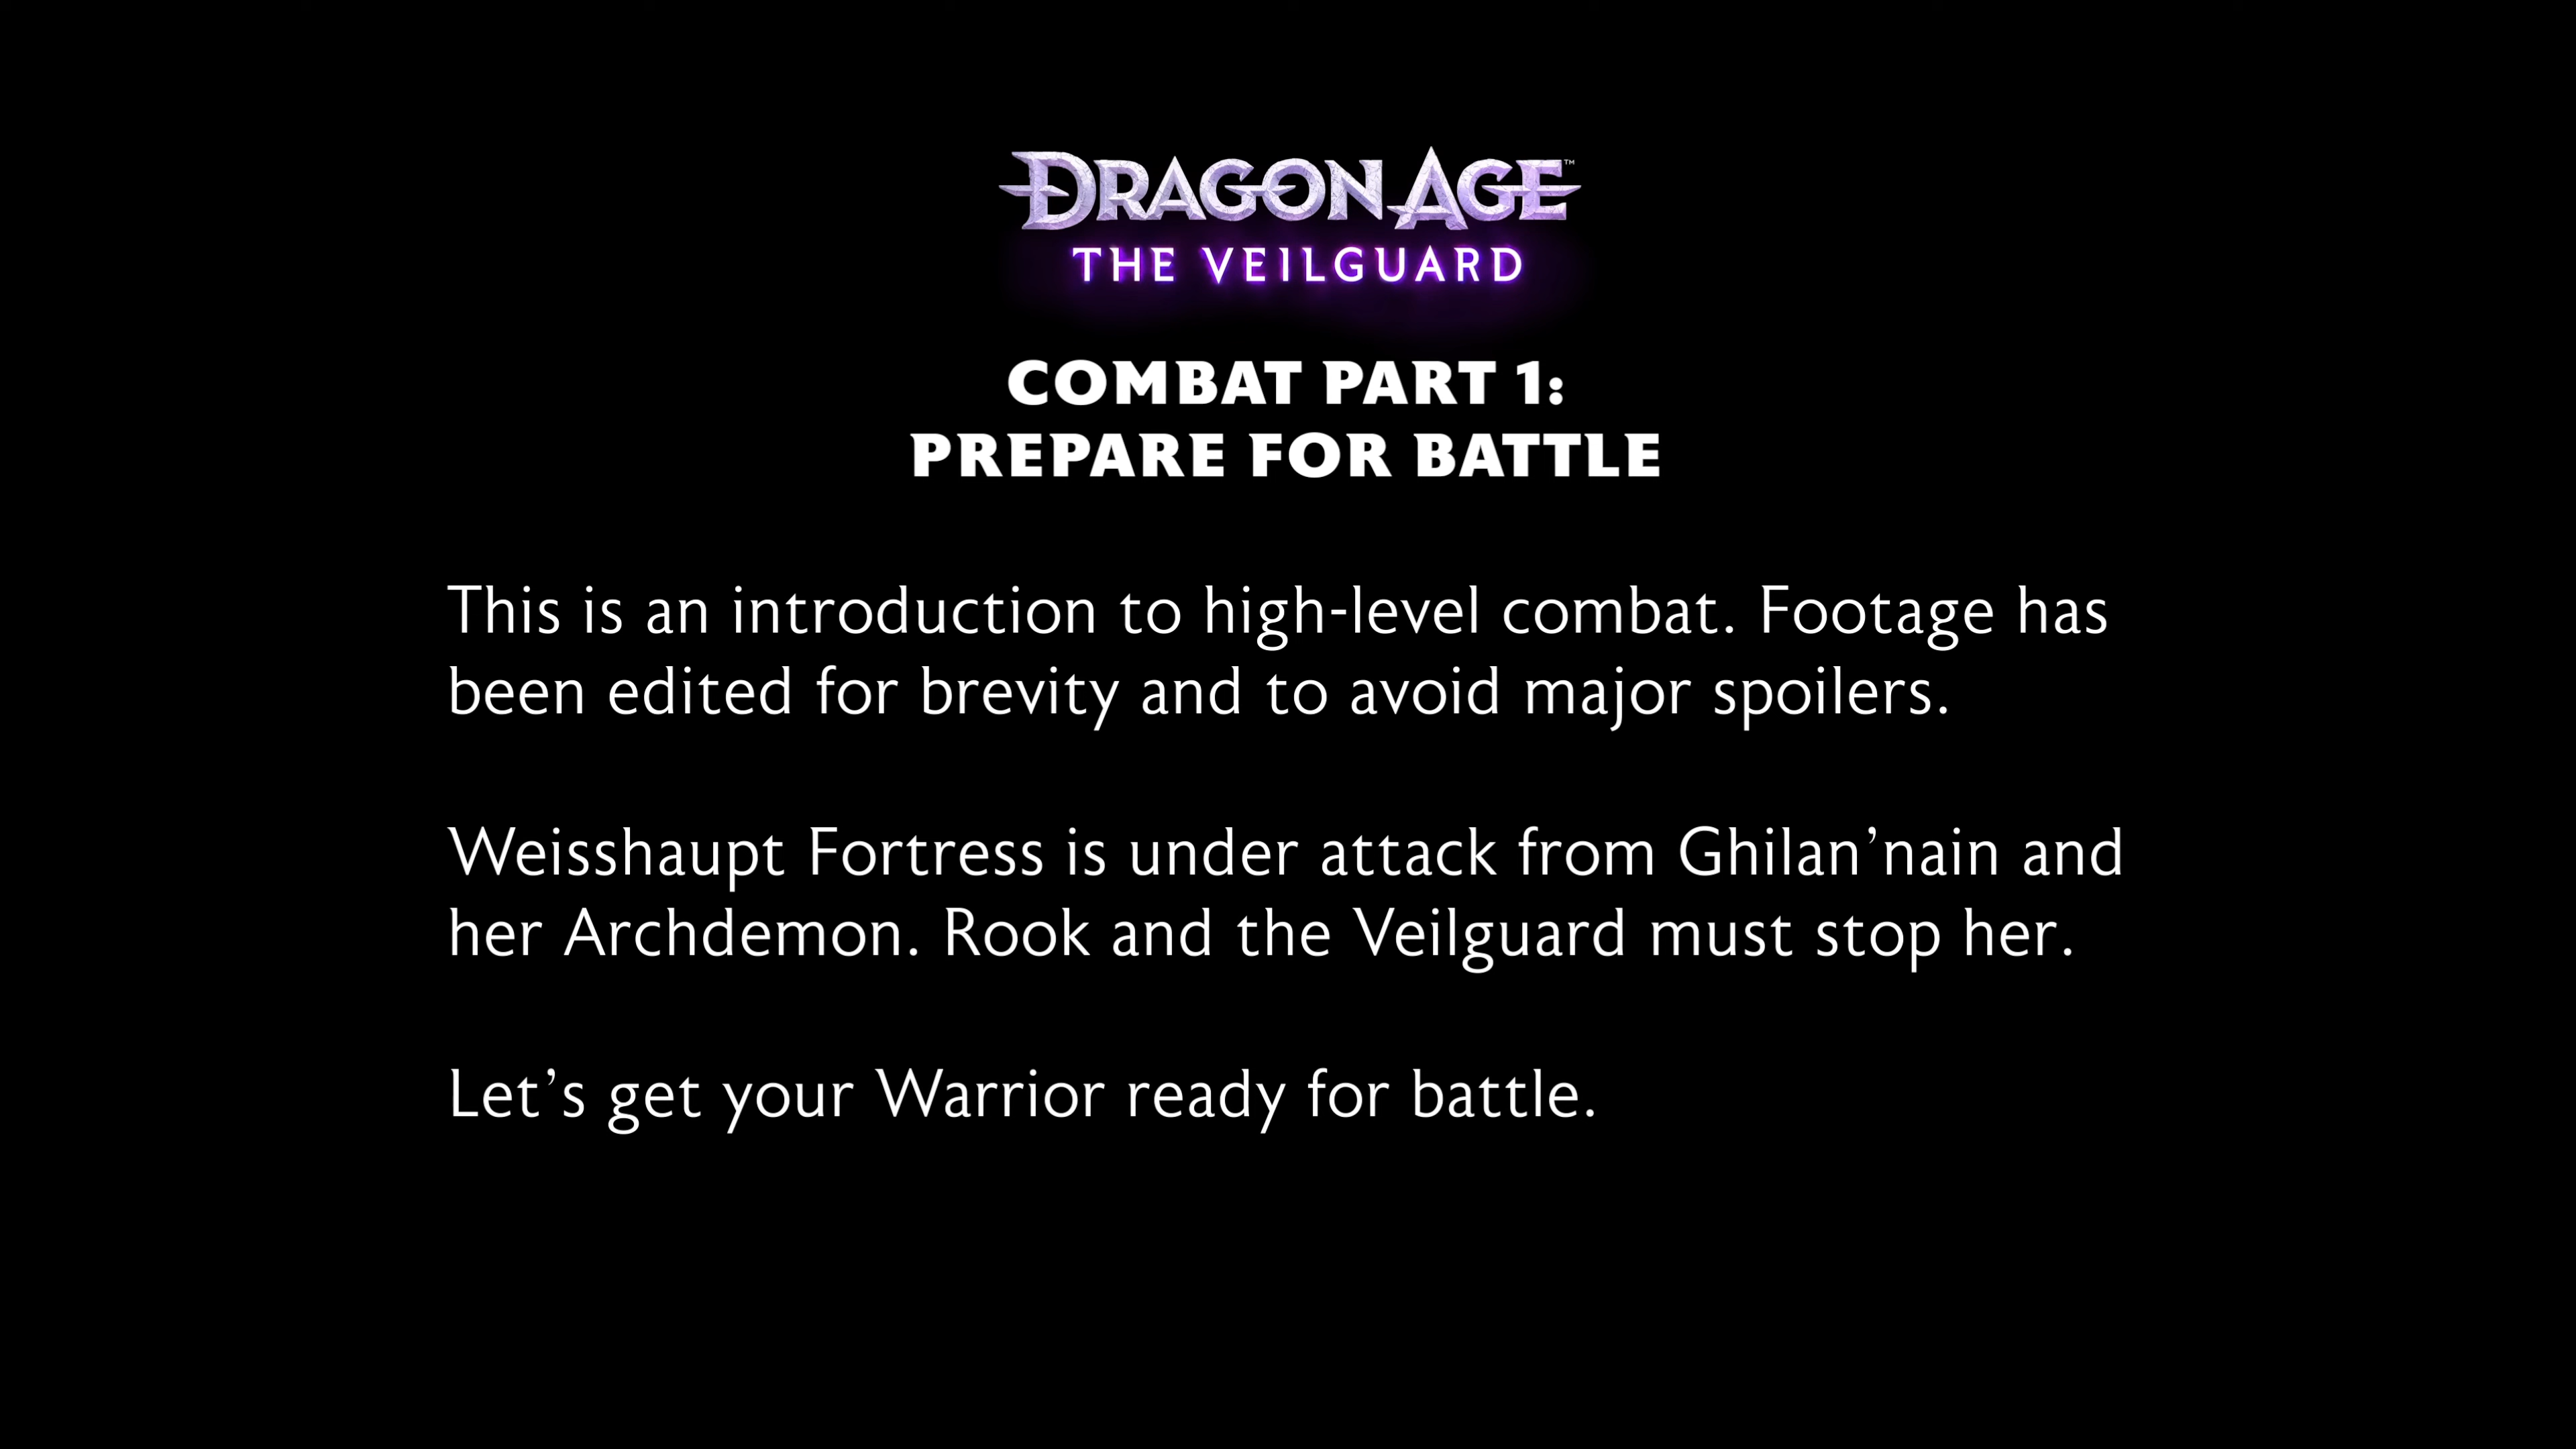 DRAGON AGE™
THE VEILGUARD
COMBAT PART 1:
PREPARE FOR BATTLE
This is an introduction to high-level combat. Footage has
been edited for brevity and to avoid major spoilers.
Weisshaupt Fortress is under attack from Ghilan’nain and
her Archdemon. Rook and the Veilguard must stop her.
Let’s get your Warrior ready for battle.